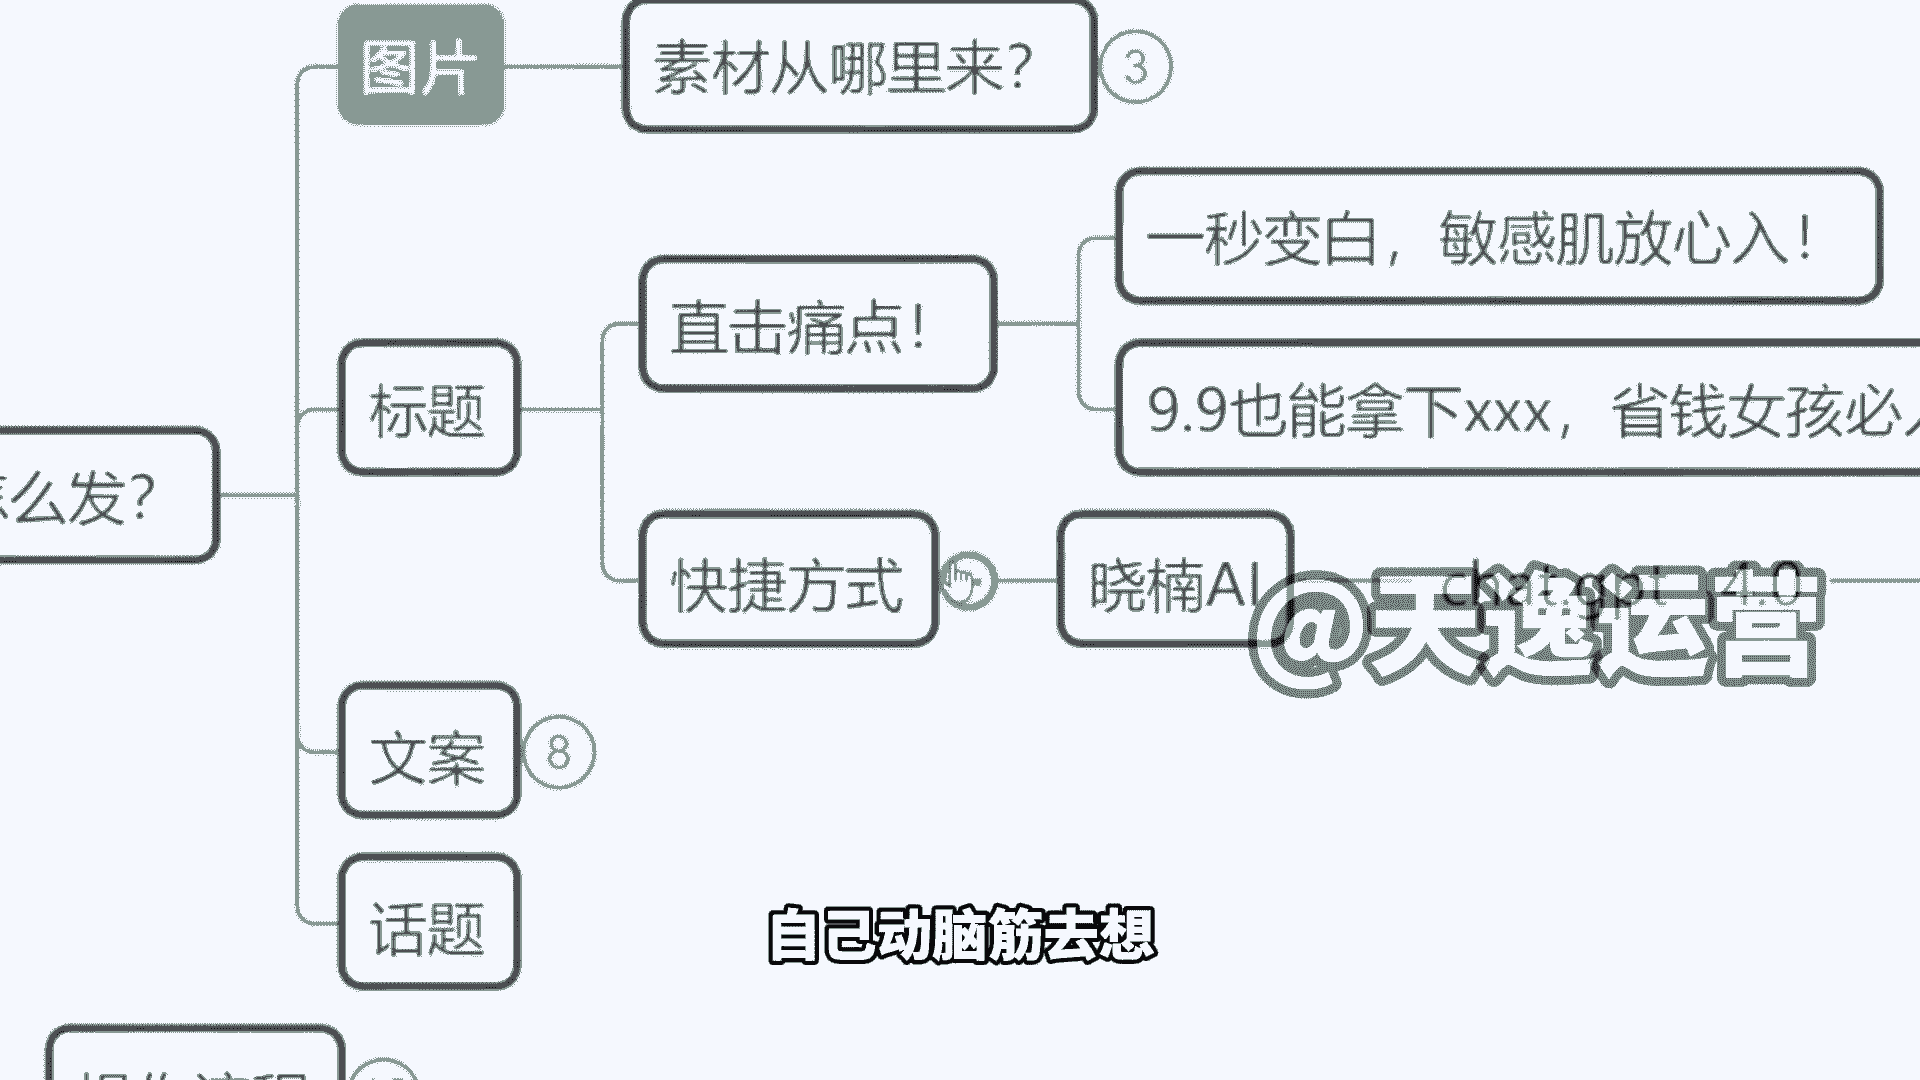 图片
素材从哪里来？
3
一秒变白，敏感肌放心入！
直击痛点！
9.9也能拿下xxx，省钱女孩必
标题
么发？
快捷方式
晓楠AI
chatgpt 4.0
@天逸运营
文案
8
话题
自己动脑筋去想